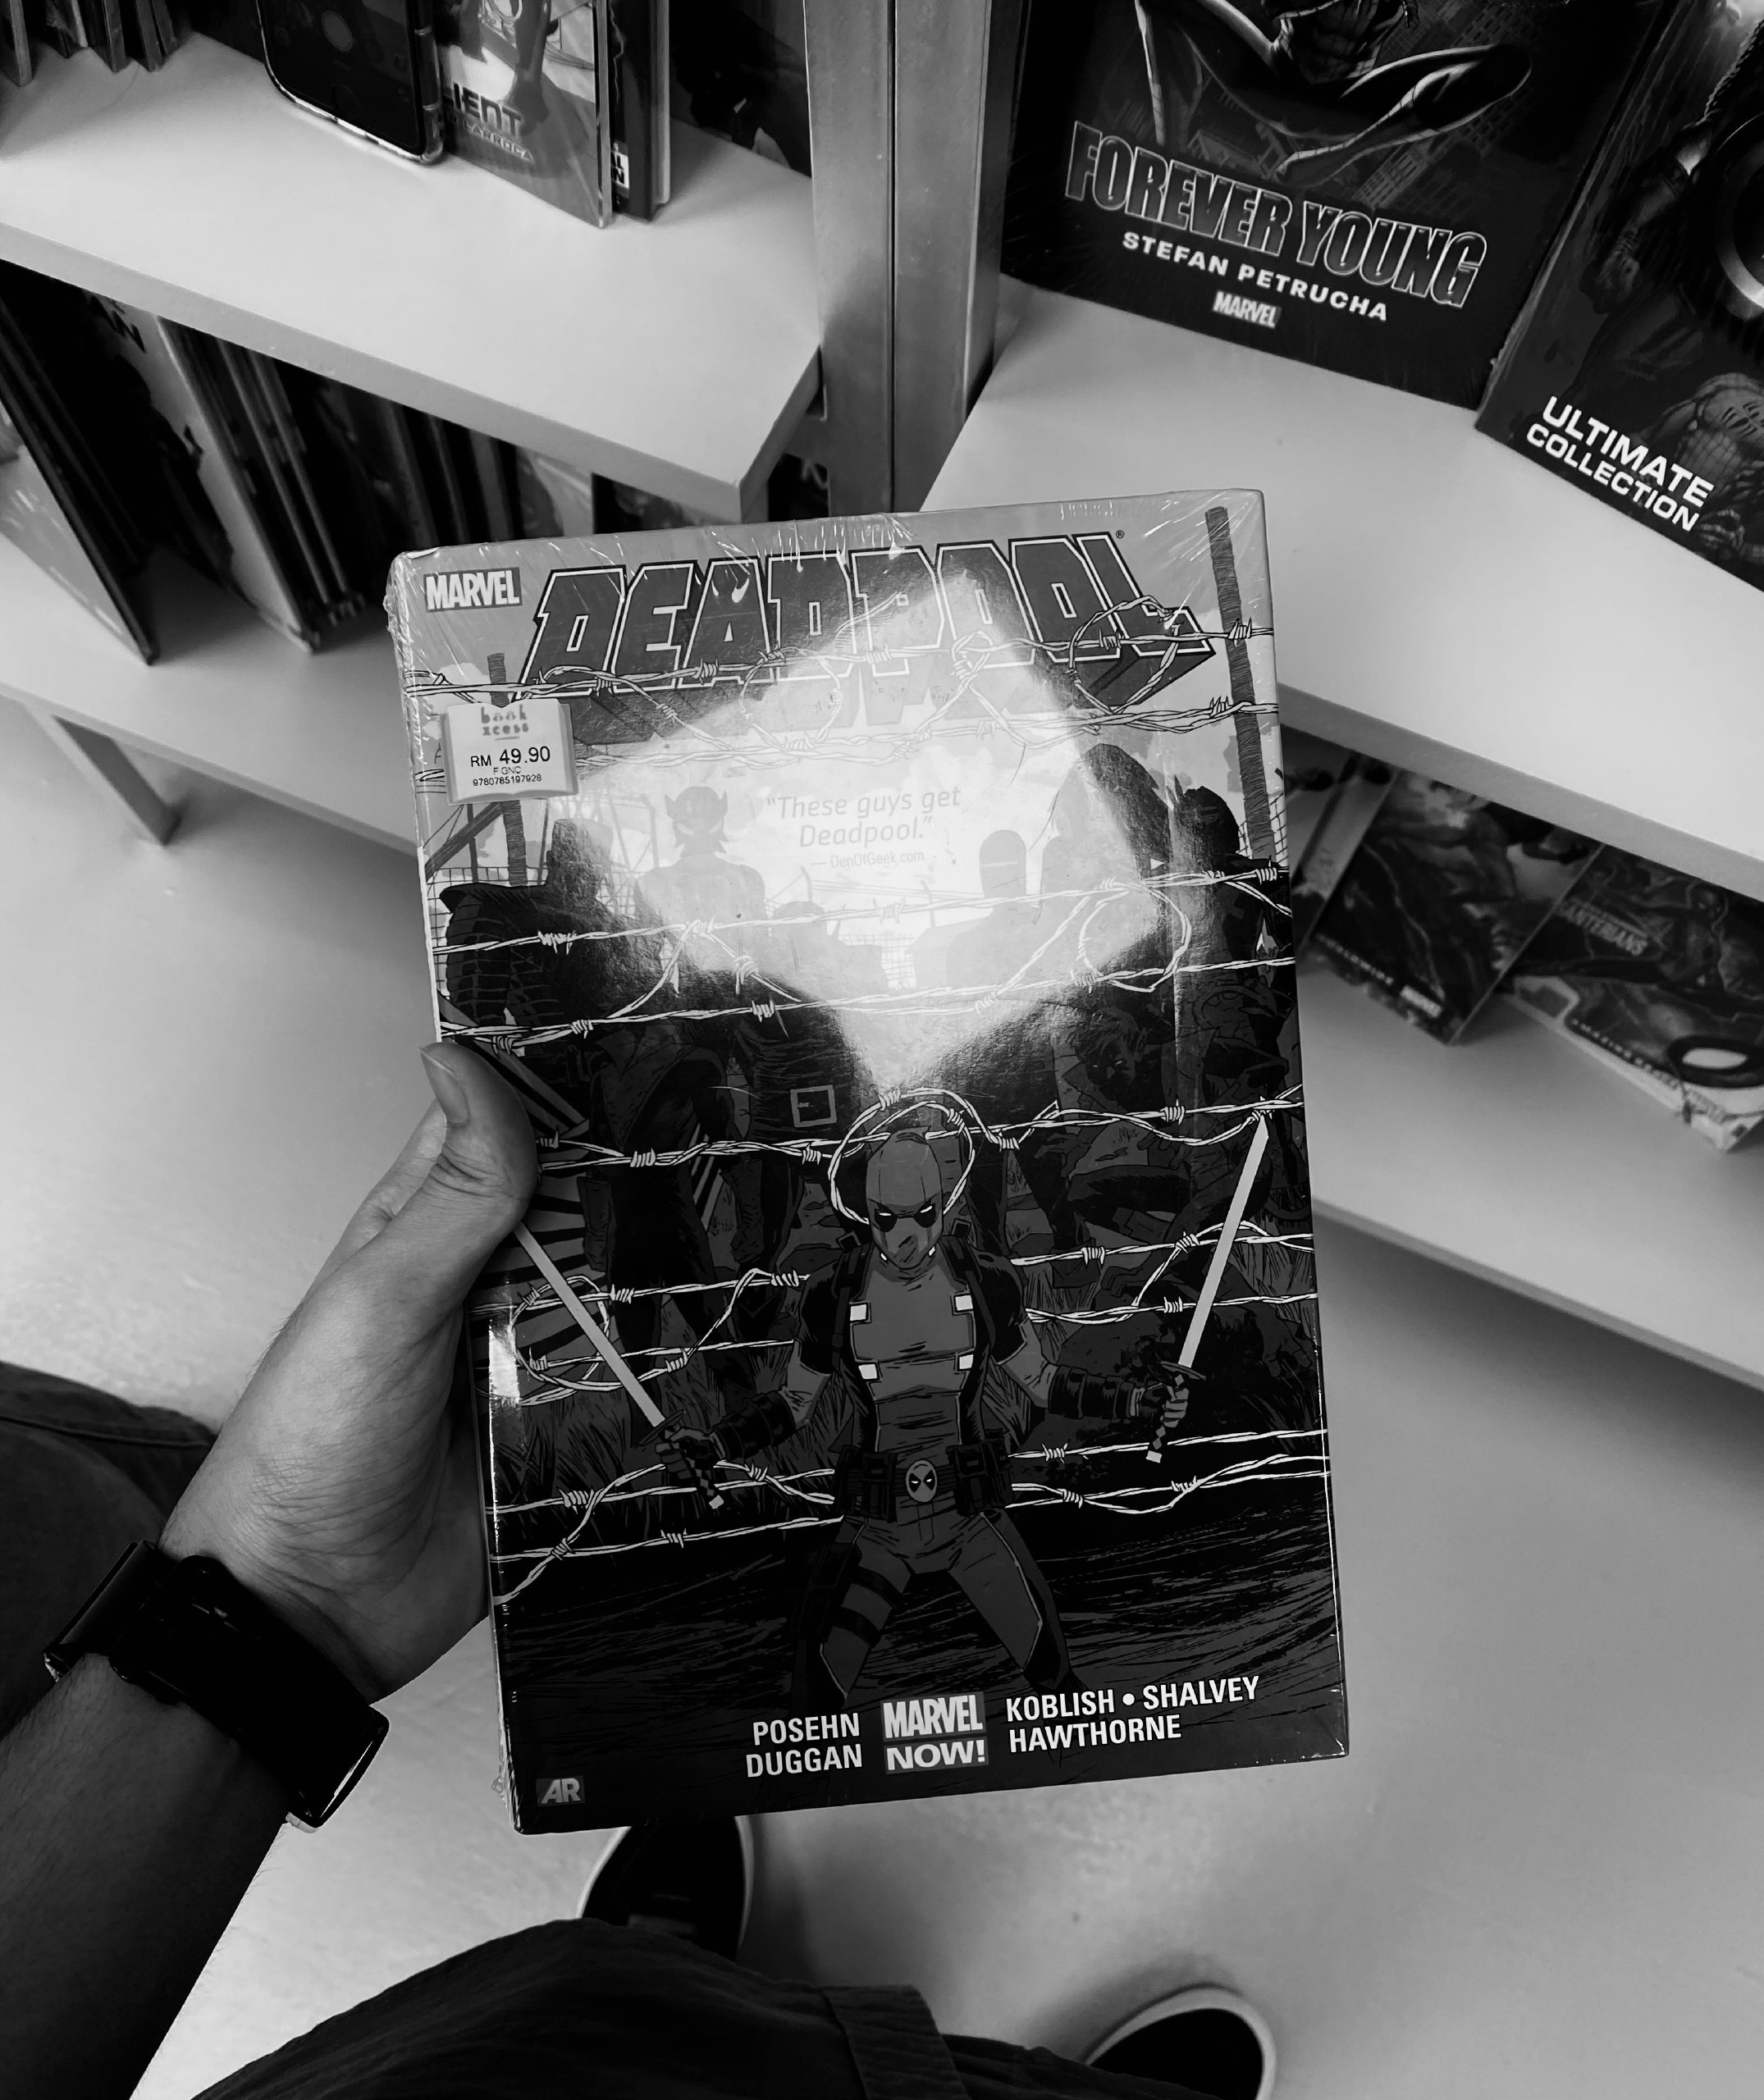 FOREVER YOUNG
STEFAN PETRUCHA
MARVEL
ULTIMATE
COLLECTION
MARVEL
DEADPOOL®
book
xcess
RM 49.90
F GNC
9780785197928
"These guys get
Deadpool."
— DenOfGeek.com
POSEHN
DUGGAN
MARVEL
NOW!
KOBLISH • SHALVEY
HAWTHORNE
AR